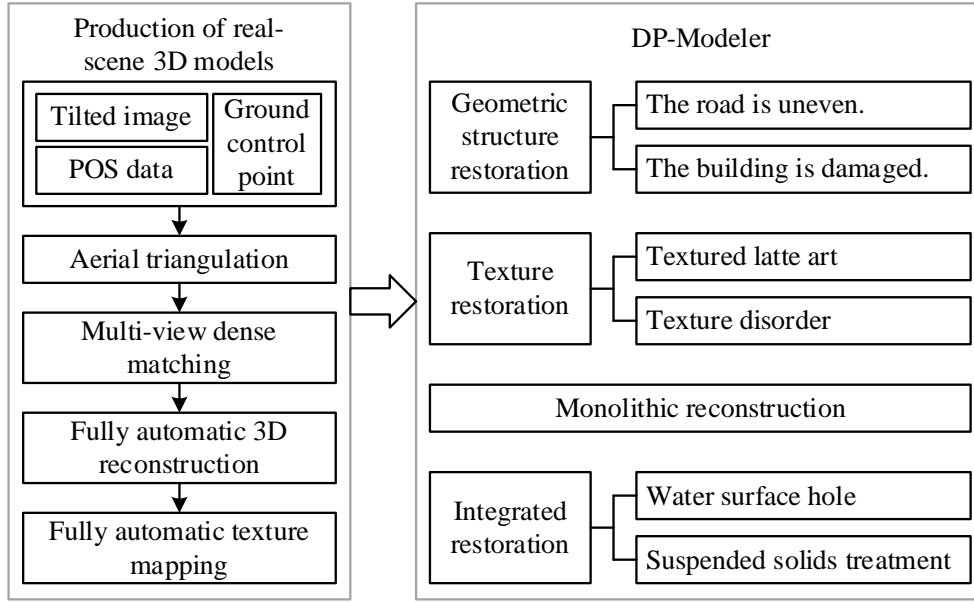 Production of real-
scene 3D models
Tilted image
POS data
Ground
control
point
Aerial triangulation
Multi-view dense
matching
Fully automatic 3D
reconstruction
Fully automatic texture
mapping
DP-Modeler
Geometric
structure
restoration
The road is uneven.
The building is damaged.
Texture
restoration
Textured latte art
Texture disorder
Monolithic reconstruction
Integrated
restoration
Water surface hole
Suspended solids treatment